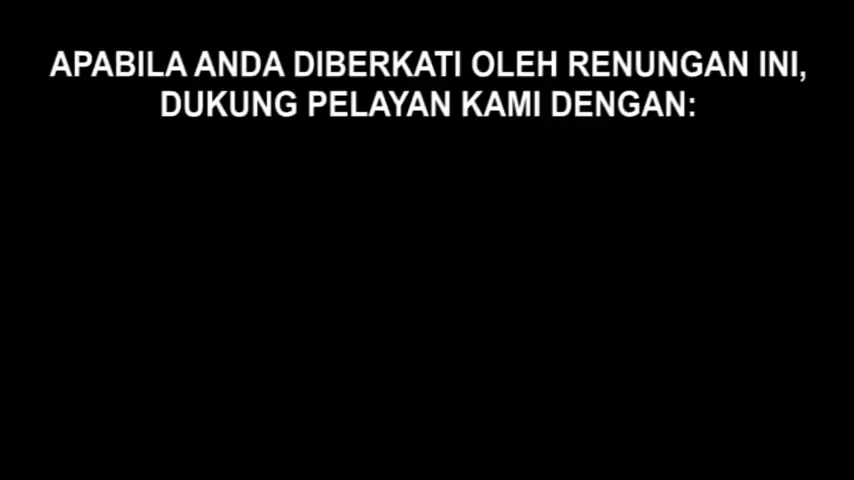 APABILA ANDA DIBERKATI OLEH RENUNGAN INI,
DUKUNG PELAYAN KAMI DENGAN: